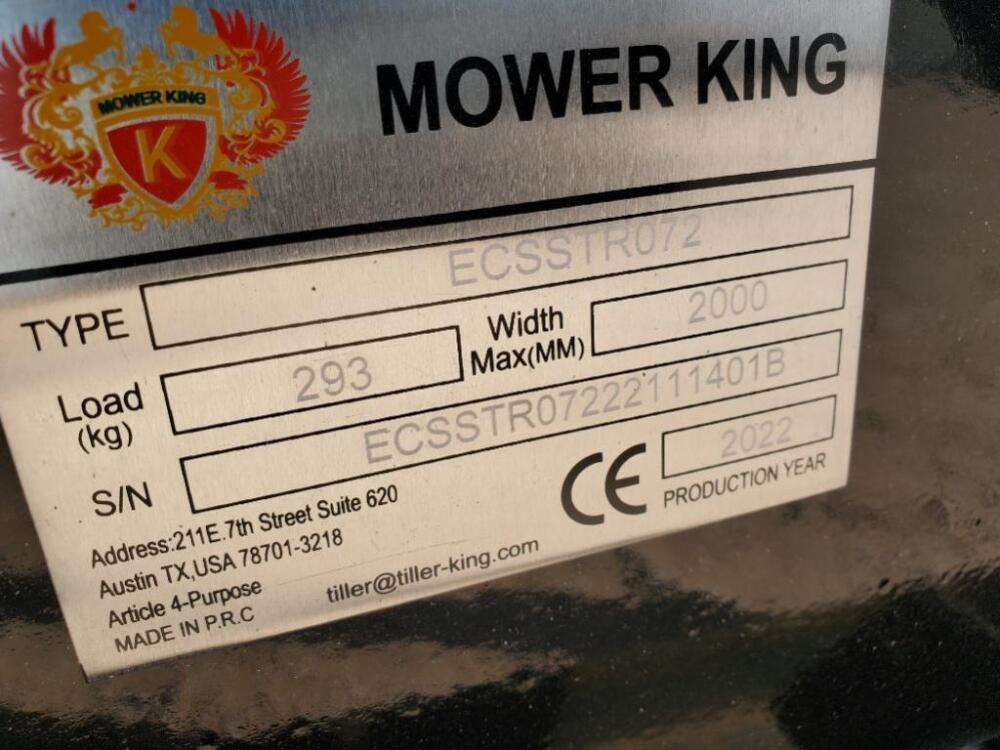 MOWER KING
K
MOWER KING
TYPE ECSSTR072
Load (kg) 293 Width Max(MM) 2000
S/N ECSSTR07222111401B
CE 2022
PRODUCTION YEAR
Address:211E.7th Street Suite 620
Austin TX,USA 78701-3218
Article 4-Purpose
MADE IN P.R.C
tiller@tiller-king.com